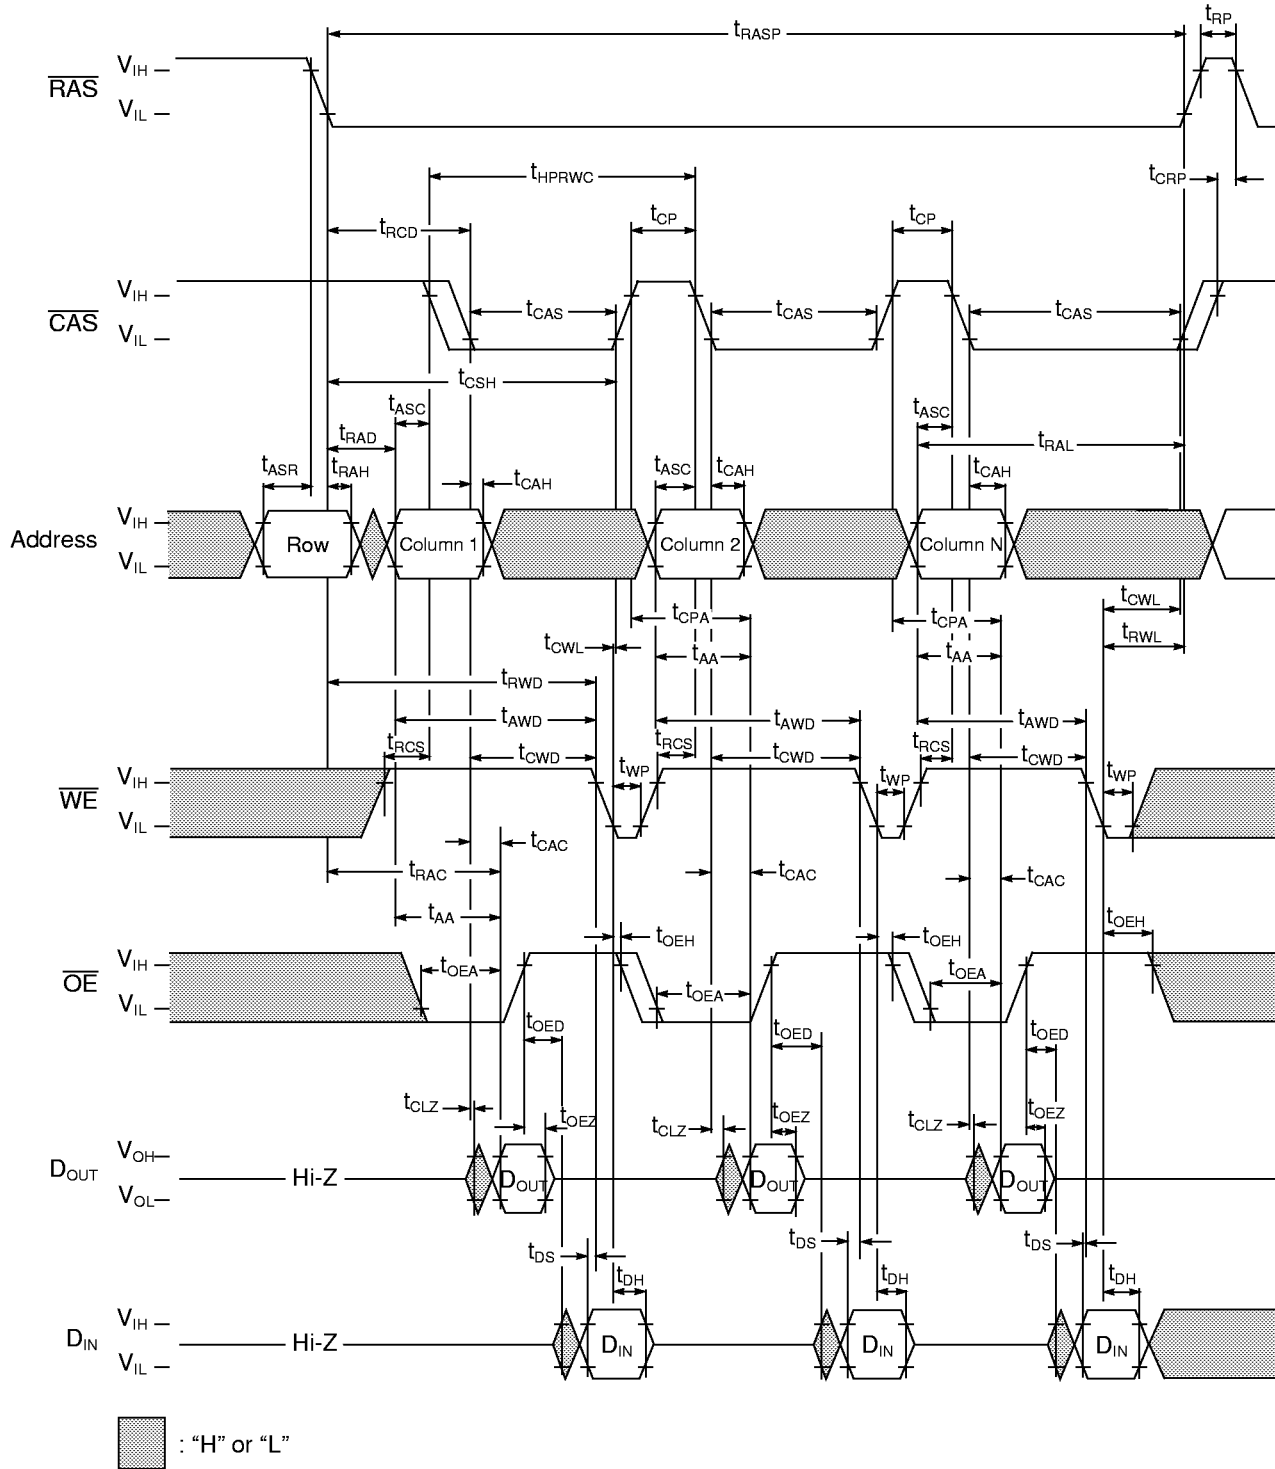 tRP
tRASP
RAS
VIH
VIL
tHPRWC
tCRP
tCP
tCP
tRCD
CAS
VIH
VIL
tCAS
tCAS
tCAS
tCSH
tASC
tASC
tRAD
tRAL
tASR
tRAH
tCAH
tASC
tCAH
tCAH
Address
VIH
VIL
Row
Column 1
Column 2
Column N
tCWL
tCPA
tCPA
tRWL
tCWL
tAA
tAA
tRWD
tAWD
tAWD
tAWD
tRCS
tCWD
tRCS
tCWD
tRCS
tCWD
WE
VIH
VIL
tWP
tWP
tWP
tCAC
tRAC
tCAC
tCAC
tAA
tOEH
tOEH
tOEH
OE
VIH
VIL
tOEA
tOEA
tOEA
tOED
tOED
tOED
tCLZ
tOEZ
tCLZ
tOEZ
tCLZ
tOEZ
DOUT
VOH
VOL
Hi-Z
DOUT
DOUT
DOUT
tDS
tDS
tDS
tDH
tDH
tDH
DIN
VIH
VIL
Hi-Z
DIN
DIN
DIN
: “H” or “L”